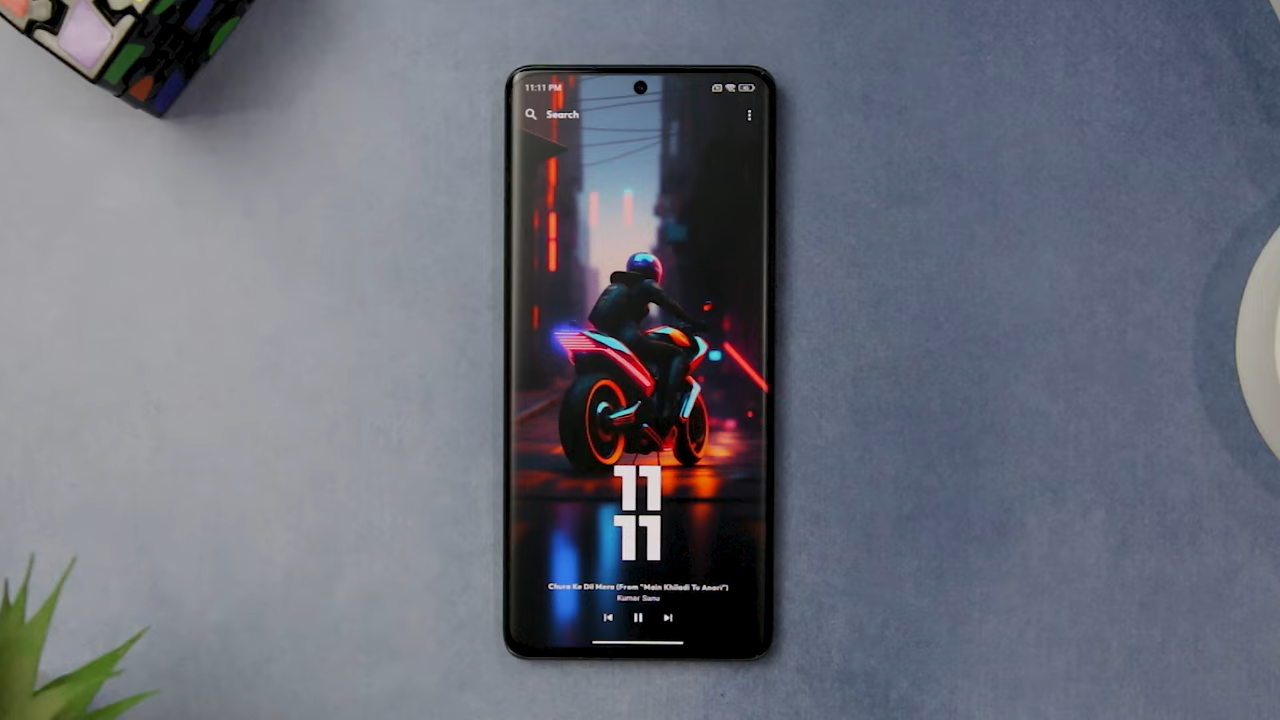 11:11 PM
Search
11
11
Chura Ke Dil Mera (From "Main Khiladi Tu Anari")
Kumar Sanu